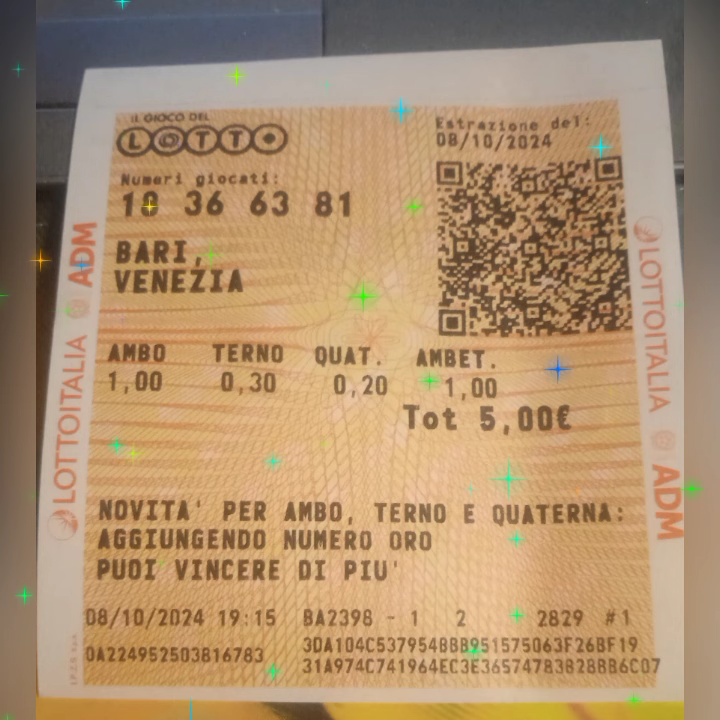 IL GIOCO DEL
LOTTO
Estrazione del:
08/10/2024
Numeri giocati:
18 36 63 81
BARI,
VENEZIA
AMBO TERNO QUAT. AMBET.
1,00 0,30 0,20 1,00
Tot 5,00€
NOVITA' PER AMBO, TERNO E QUATERNA:
AGGIUNGENDO NUMERO ORO
PUOI VINCERE DI PIU'
08/10/2024 19:15 BA2398 - 1 2 2829 #1
0A224952503816783
3DA104C537954BBB951575063F26BF19
31A974C741964EC3E36574783828BB6C07
LOTTOITALIA ADM
LOTTOITALIA ADM